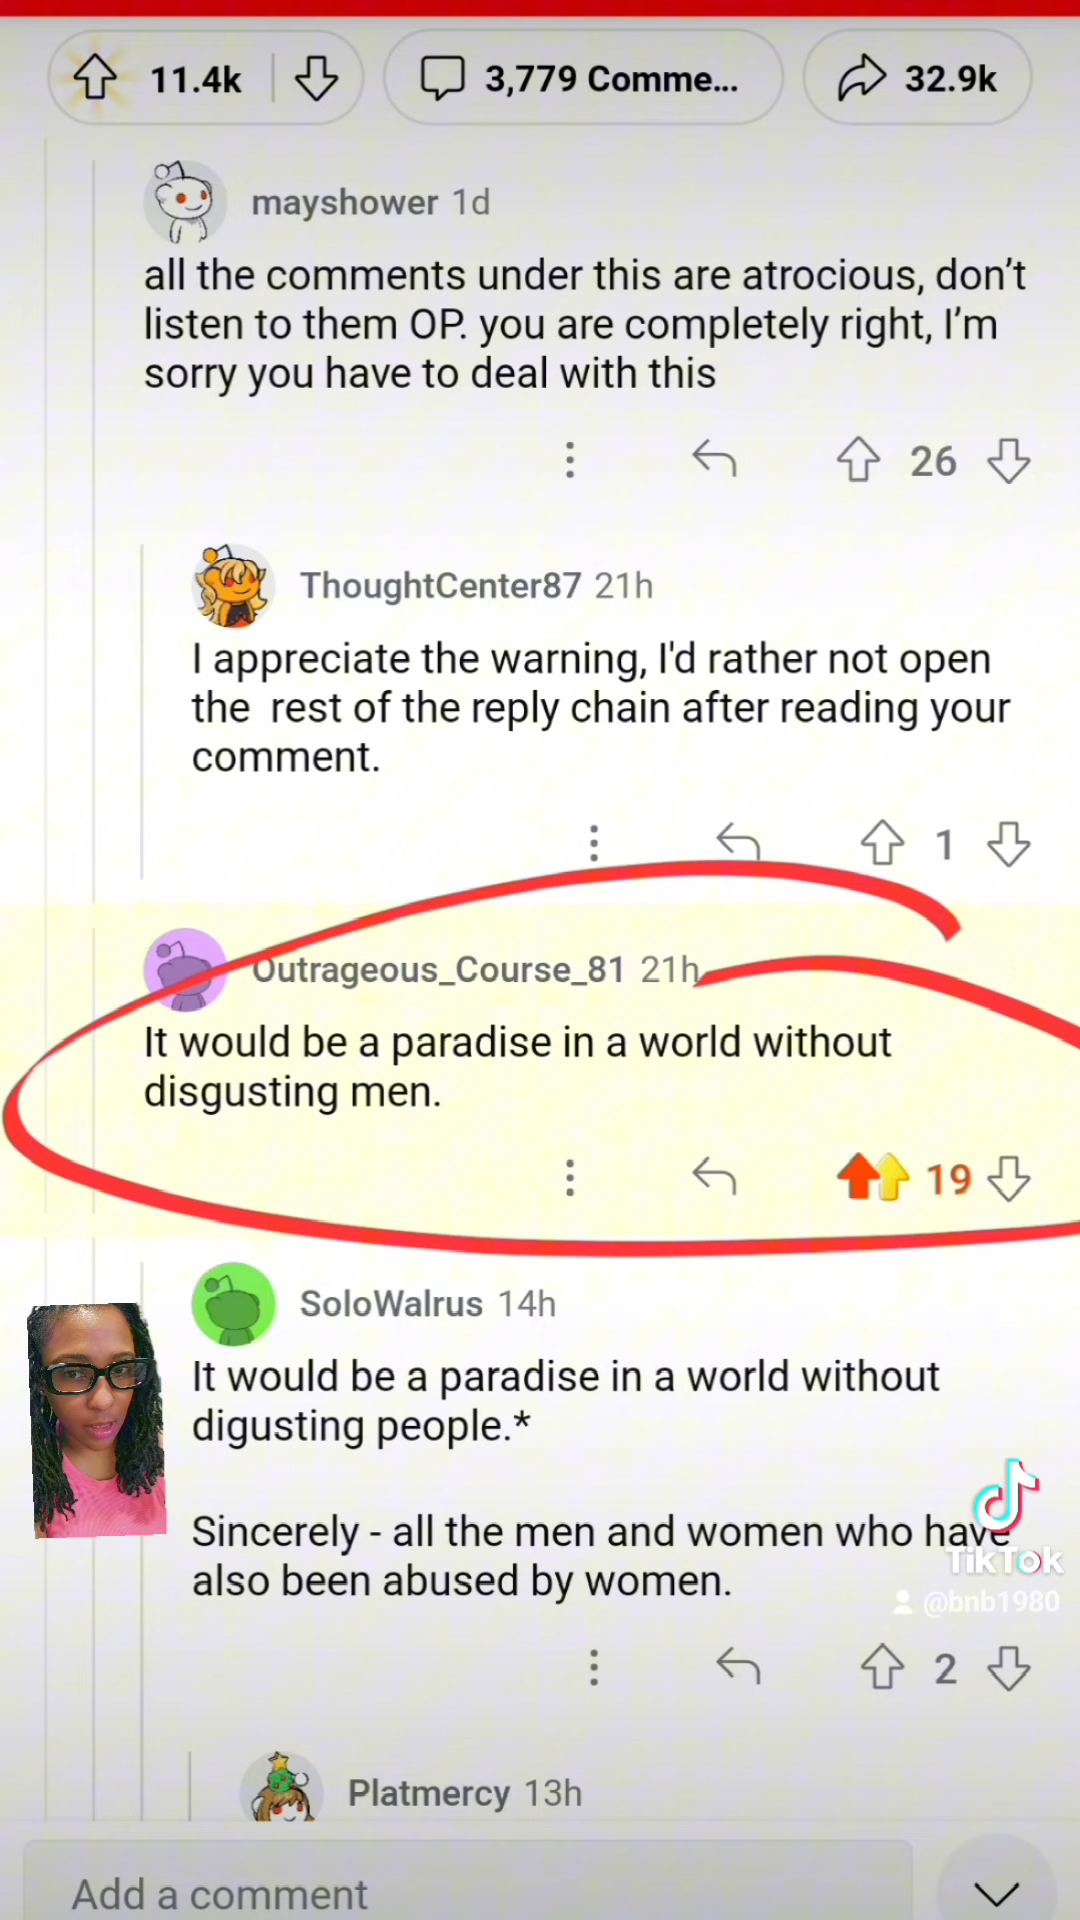 11.4k
3,779 Comme...
32.9k
mayshower 1d
all the comments under this are atrocious, don’t
listen to them OP. you are completely right, I’m
sorry you have to deal with this
26
ThoughtCenter87 21h
I appreciate the warning, I'd rather not open
the rest of the reply chain after reading your
comment.
1
Outrageous_Course_81 21h
It would be a paradise in a world without
disgusting men.
19
SoloWalrus 14h
It would be a paradise in a world without
digusting people.*
Sincerely - all the men and women who have
also been abused by women.
TikTok
@bnb1980
2
Platmercy 13h
Add a comment